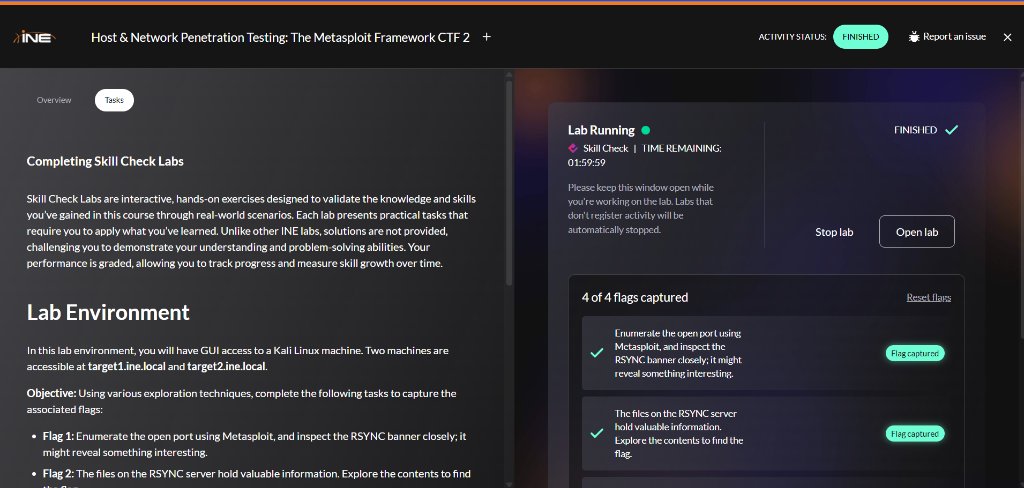 INE
Host & Network Penetration Testing: The Metasploit Framework CTF 2 +
ACTIVITY STATUS: FINISHED
Report an issue
Overview
Tasks
Completing Skill Check Labs
Skill Check Labs are interactive, hands-on exercises designed to validate the knowledge and skills
you've gained in this course through real-world scenarios. Each lab presents practical tasks that
require you to apply what you've learned. Unlike other INE labs, solutions are not provided,
challenging you to demonstrate your understanding and problem-solving abilities. Your
performance is graded, allowing you to track progress and measure skill growth over time.
Lab Environment
In this lab environment, you will have GUI access to a Kali Linux machine. Two machines are
accessible at target1.ine.local and target2.ine.local.
Objective: Using various exploration techniques, complete the following tasks to capture the
associated flags:
• Flag 1: Enumerate the open port using Metasploit, and inspect the RSYNC banner closely; it
might reveal something interesting.
• Flag 2: The files on the RSYNC server hold valuable information. Explore the contents to find
the flag.
Lab Running
Skill Check | TIME REMAINING:
01:59:59
Please keep this window open while
you're working on the lab. Labs that
don't register activity will be
automatically stopped.
FINISHED
Stop lab
Open lab
4 of 4 flags captured
Reset flags
Enumerate the open port using
Metasploit, and inspect the
RSYNC banner closely; it might
reveal something interesting.
Flag captured
The files on the RSYNC server
hold valuable information.
Explore the contents to find the
flag.
Flag captured